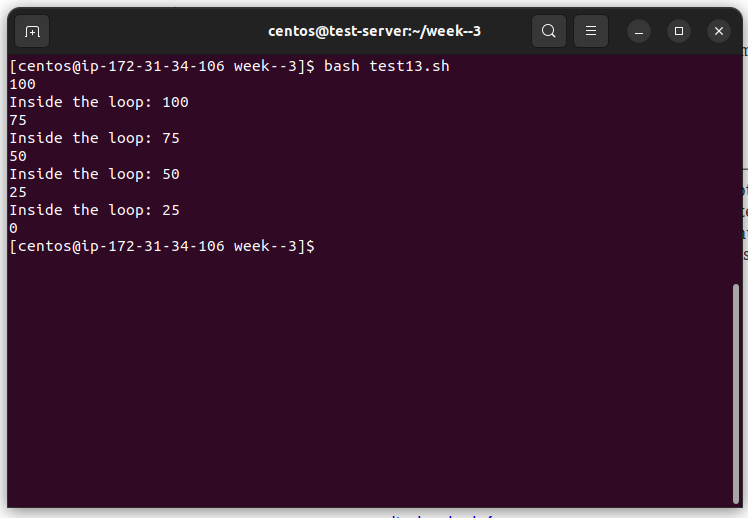 centos@test-server:~/week--3
[centos@ip-172-31-34-106 week--3]$ bash test13.sh
100
Inside the loop: 100
75
Inside the loop: 75
50
Inside the loop: 50
25
Inside the loop: 25
0
[centos@ip-172-31-34-106 week--3]$